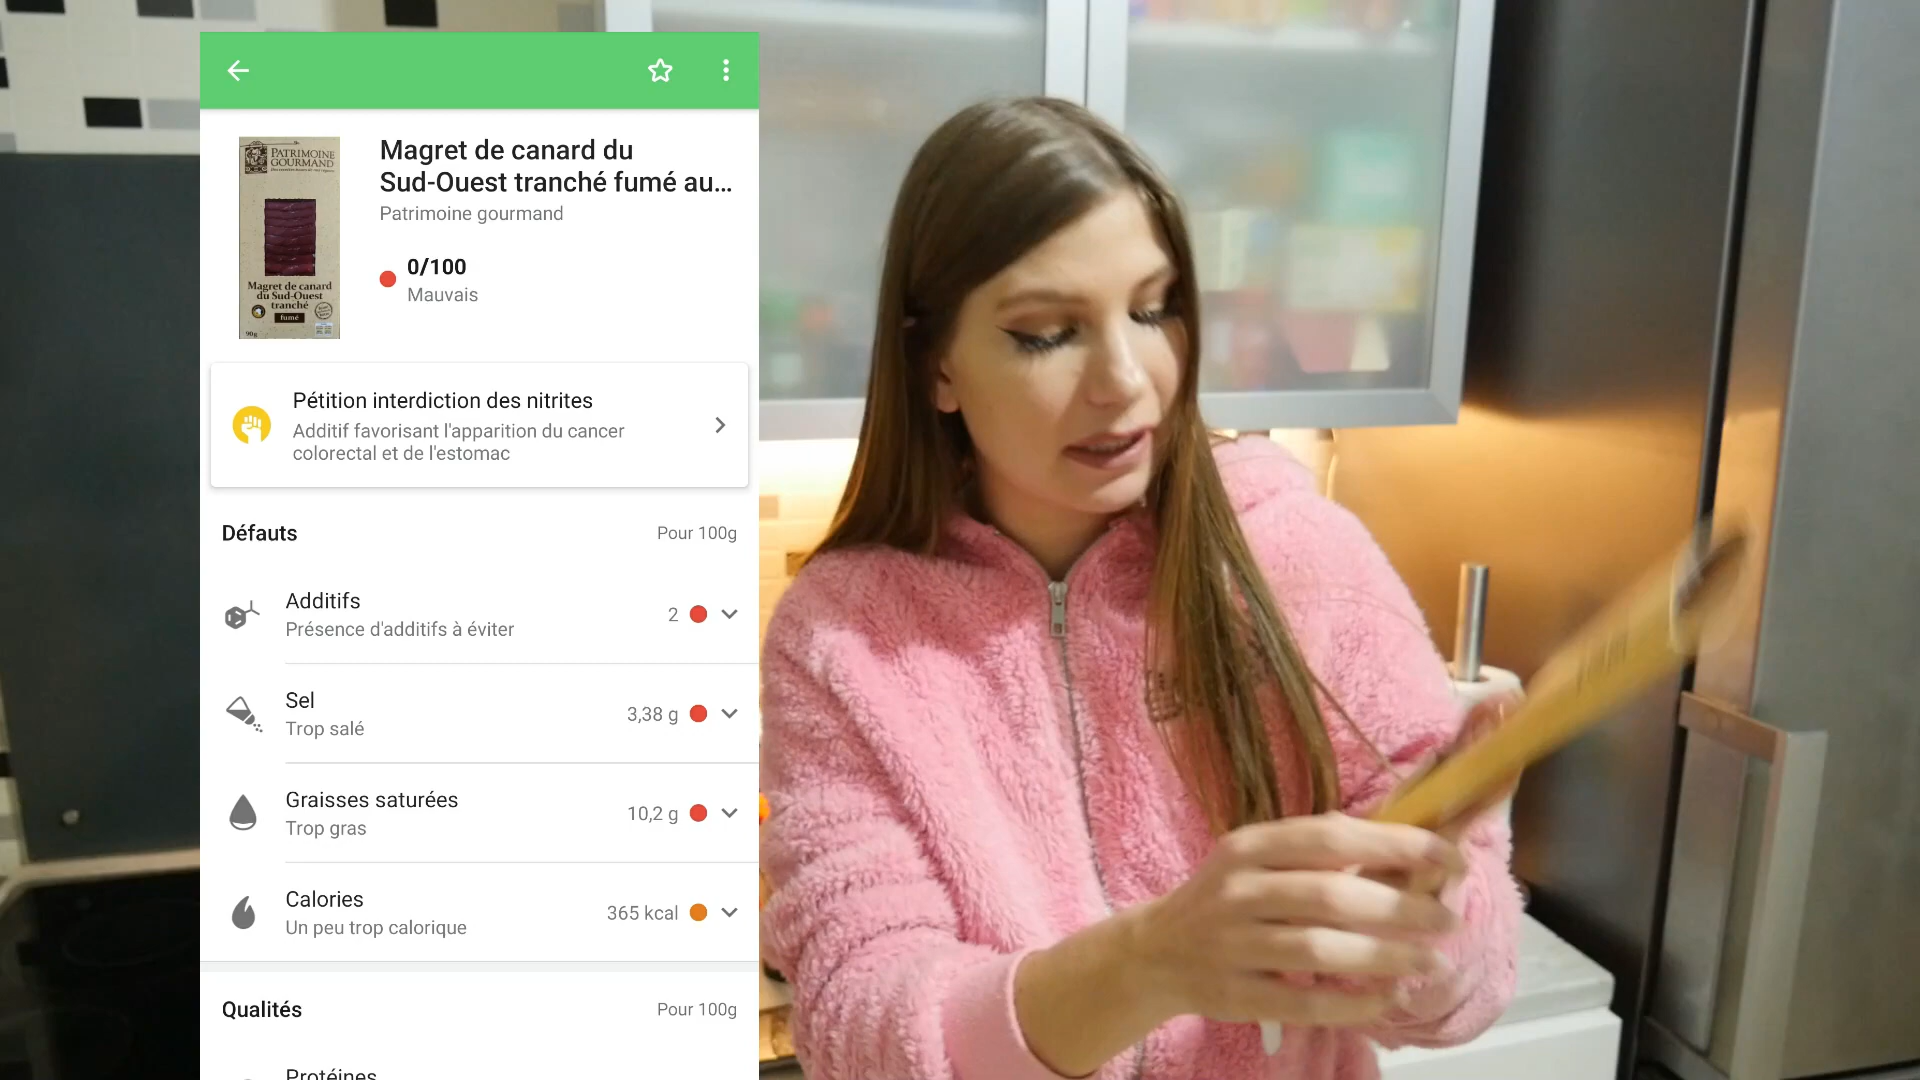 Magret de canard du
Sud-Ouest tranché fumé au...
Patrimoine gourmand
0/100
Mauvais
PATRIMOINE
GOURMAND
Magret de canard
du Sud-Ouest
tranché
fumé
90g
Pétition interdiction des nitrites
Additif favorisant l'apparition du cancer
colorectal et de l'estomac
Défauts Pour 100g
Additifs
Présence d'additifs à éviter
2
Sel
Trop salé
3,38 g
Graisses saturées
Trop gras
10,2 g
Calories
Un peu trop calorique
365 kcal
Qualités Pour 100g
Protéines